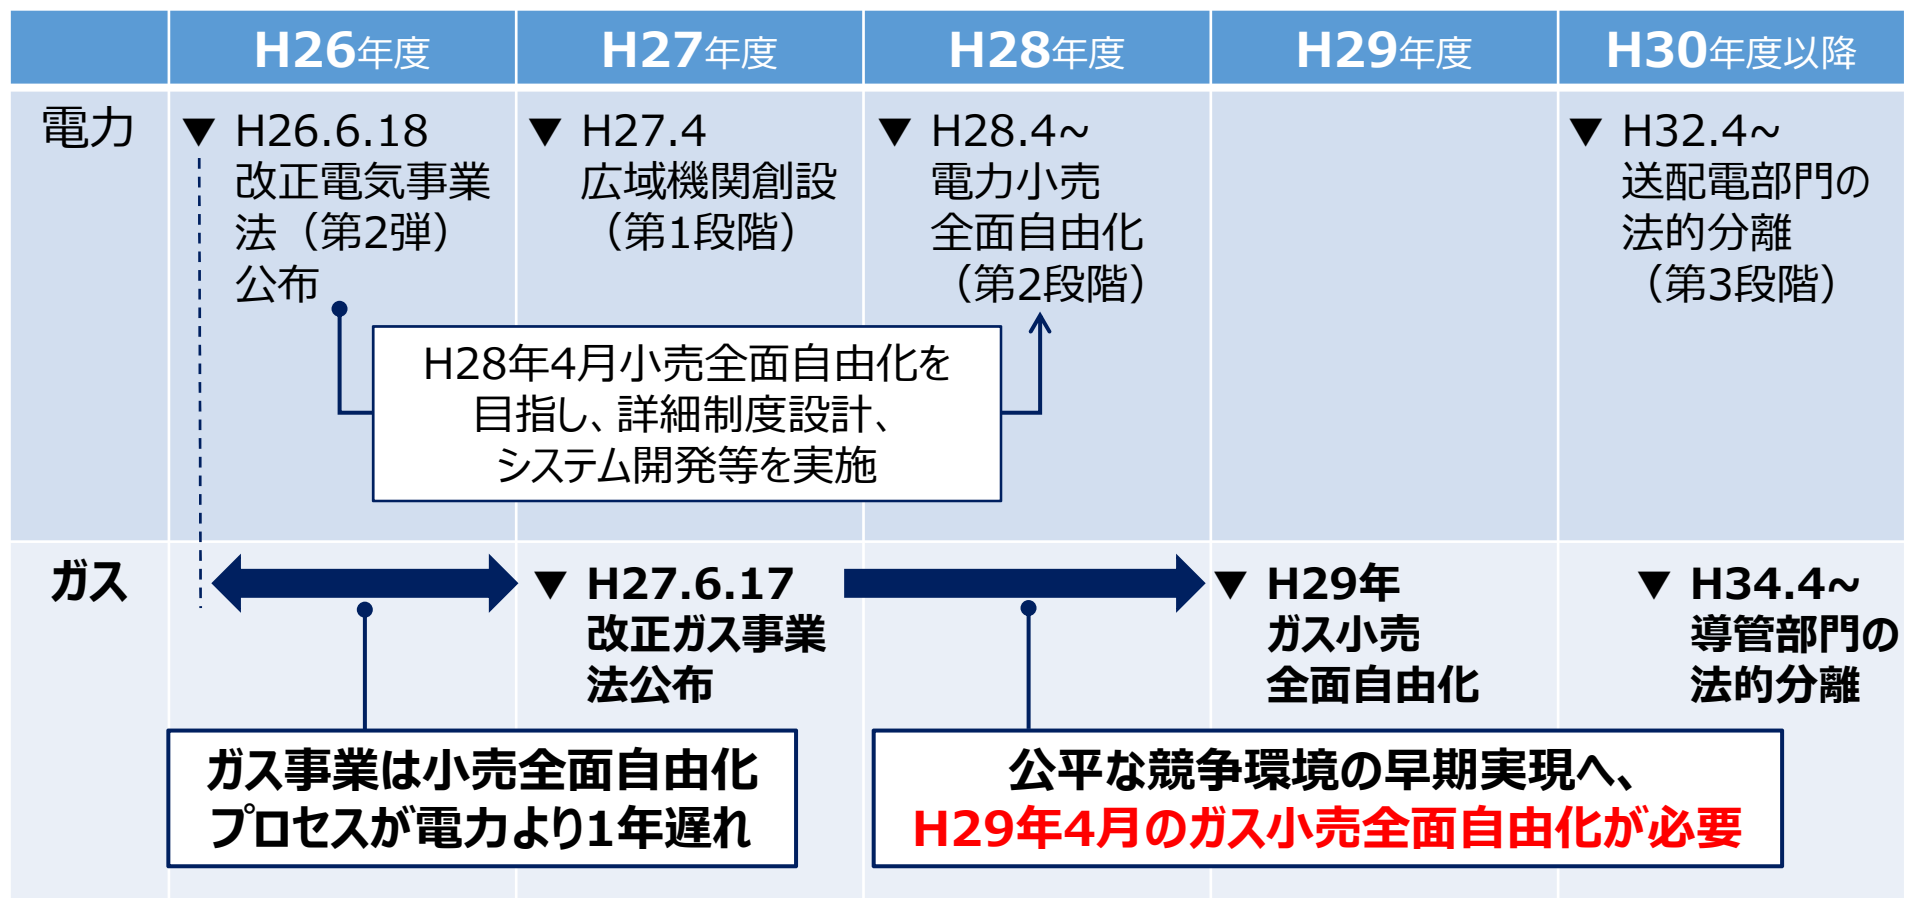 H26年度
H27年度
H28年度
H29年度
H30年度以降
電力
▼ H26.6.18
改正電気事業
法（第2弾）
公布
▼ H27.4
広域機関創設
（第1段階）
▼ H28.4~
電力小売
全面自由化
（第2段階）
▼ H32.4~
送配電部門の
法的分離
（第3段階）
H28年4月小売全面自由化を
目指し、詳細制度設計、
システム開発等を実施
ガス
▼ H27.6.17
改正ガス事業
法公布
▼ H29年
ガス小売
全面自由化
▼ H34.4~
導管部門の
法的分離
ガス事業は小売全面自由化
プロセスが電力より1年遅れ
公平な競争環境の早期実現へ、
H29年4月のガス小売全面自由化が必要